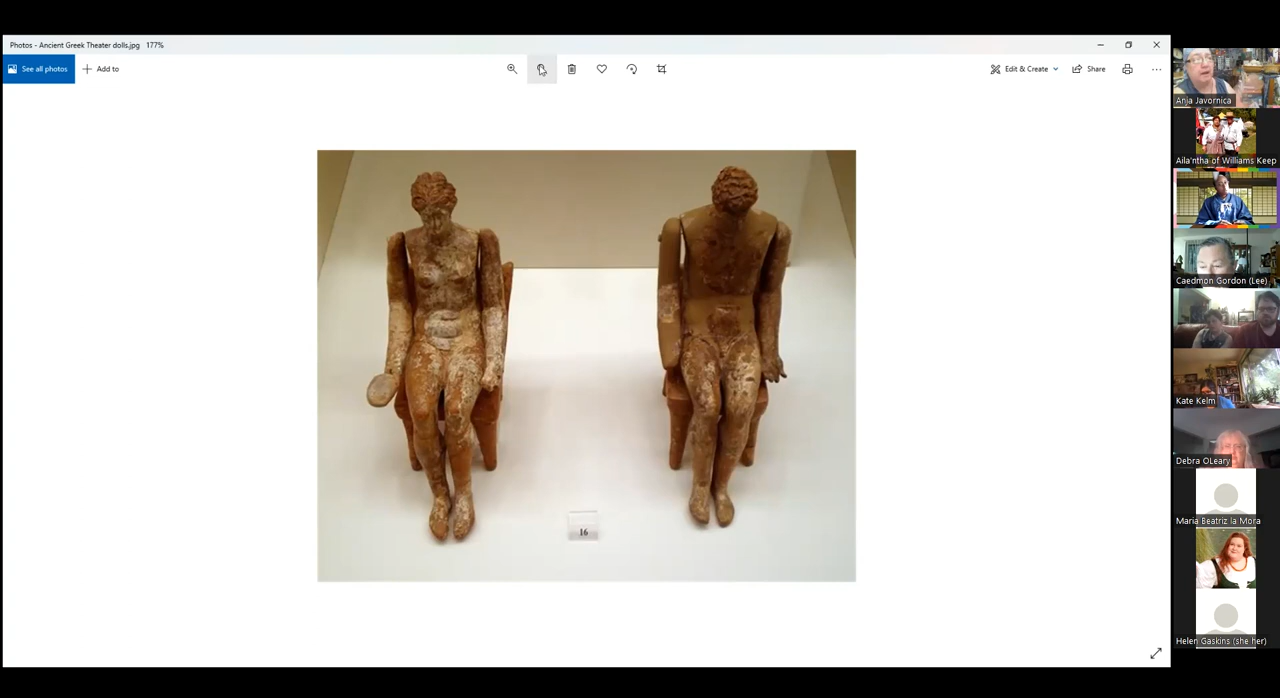 Photos - Ancient Greek Theater dolls.jpg 177%
See all photos
Add to
Edit & Create
Share
16
Anja Javornica
Aila'ntha of Williams Keep
Caedmon Gordon (Lee)
Kate Kelm
Debra OLeary
Maria Beatriz la Mora
Helen Gaskins (she her)